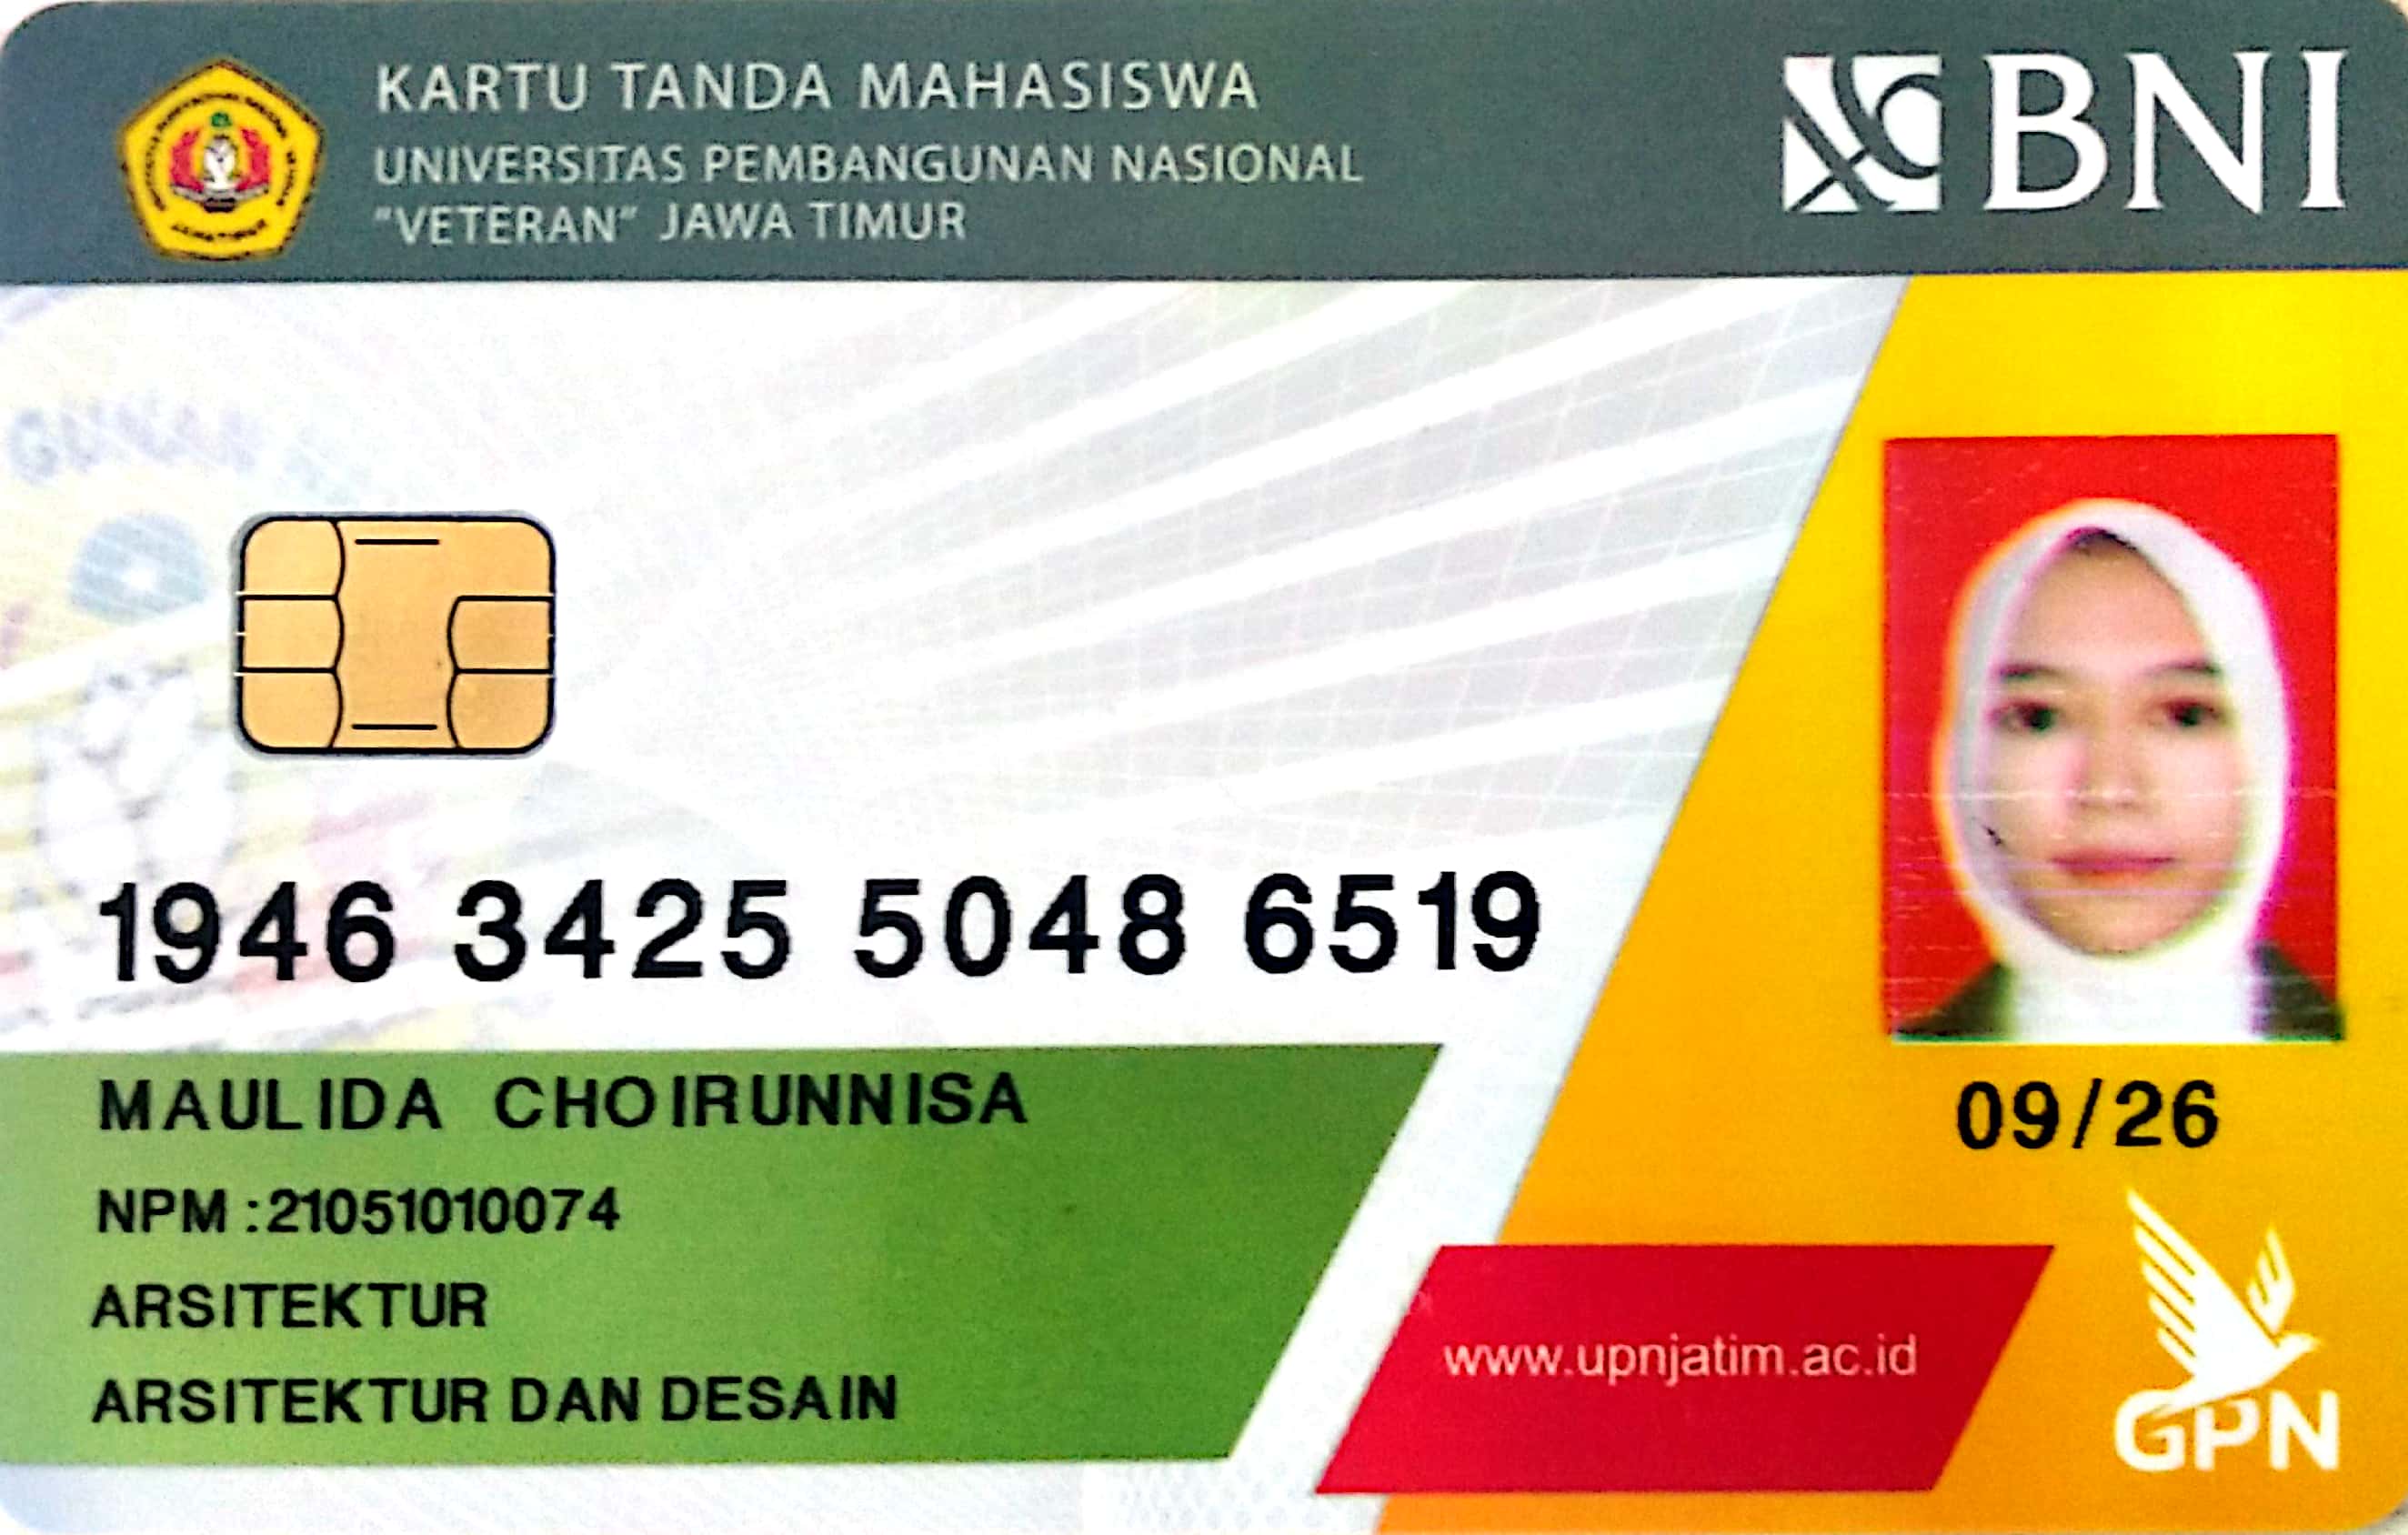 KARTU TANDA MAHASISWA
UNIVERSITAS PEMBANGUNAN NASIONAL
"VETERAN" JAWA TIMUR
BNI
GUNAN
1946 3425 5048 6519
MAULIDA CHOIRUNNISA
09/26
NPM :21051010074
ARSITEKTUR
ARSITEKTUR DAN DESAIN
www.upnjatim.ac.id
GPN